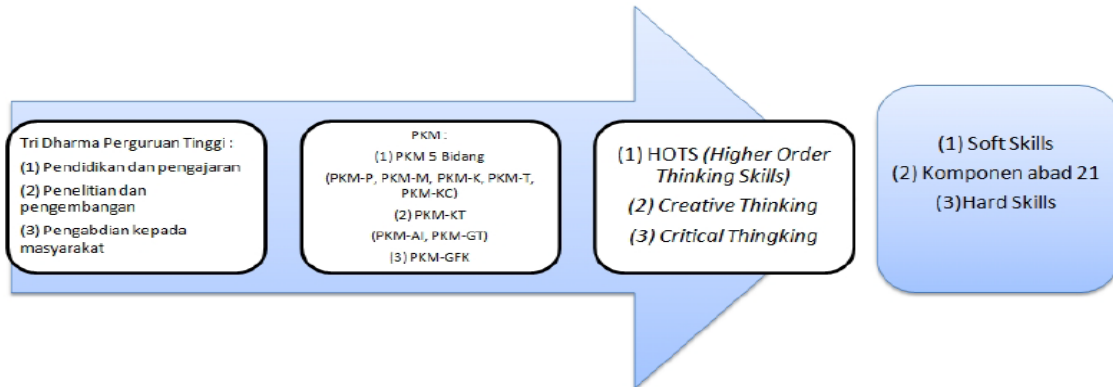 Tri Dharma Perguruan Tinggi :
(1) Pendidikan dan pengajaran
(2) Penelitian dan
pengembangan
(3) Pengabdian kepada
masyarakat
PKM :
(1) PKM 5 Bidang
(PKM-P, PKM-M, PKM-K, PKM-T,
PKM-KC)
(2) PKM-KT
(PKM-AI, PKM-GT)
(3) PKM-GFK
(1) HOTS (Higher Order
Thinking Skills)
(2) Creative Thinking
(3) Critical Thingking
(1) Soft Skills
(2) Komponen abad 21
(3)Hard Skills